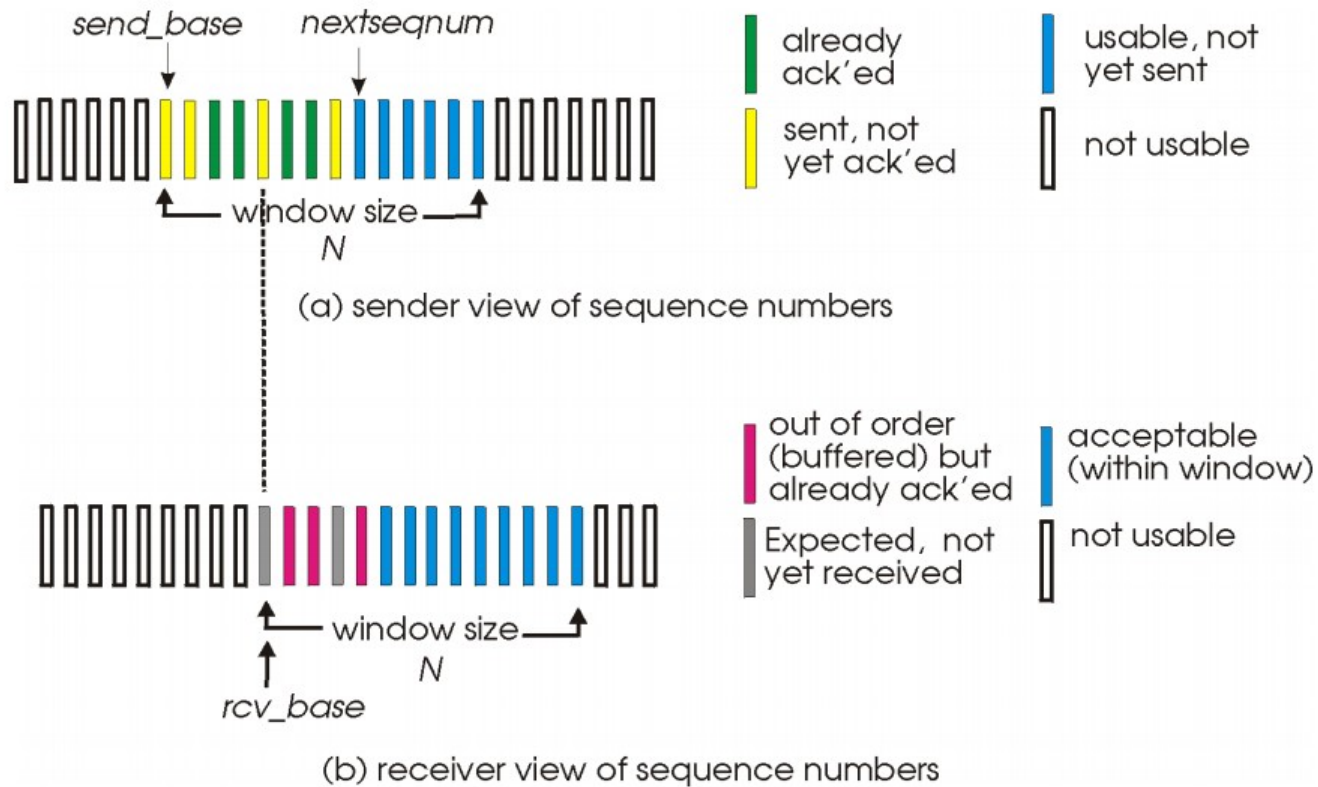 send_base
nextseqnum
already
ack'ed
usable, not
yet sent
sent, not
yet ack'ed
not usable
window size
N
(a) sender view of sequence numbers
out of order
(buffered) but
already ack'ed
acceptable
(within window)
Expected, not
yet received
not usable
window size
N
rcv_base
(b) receiver view of sequence numbers